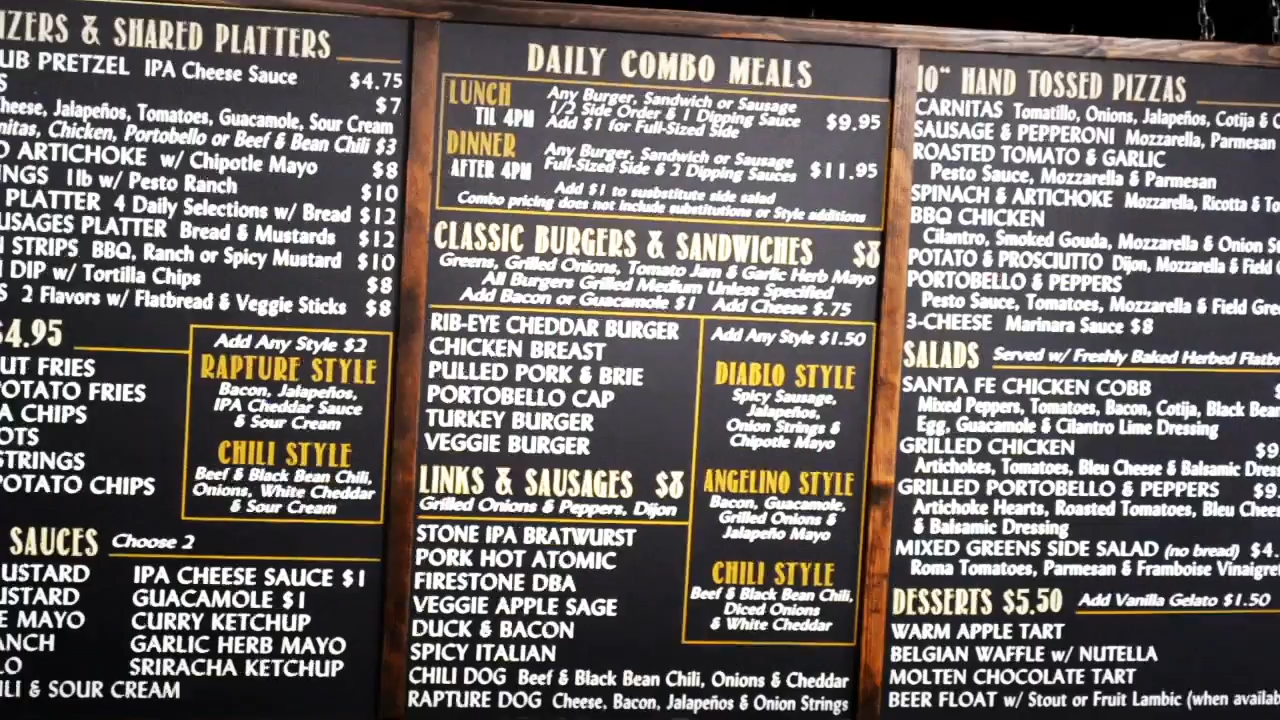 IZERS & SHARED PLATTERS
UB PRETZEL IPA Cheese Sauce $4.75
S $7
heese, Jalapeños, Tomatoes, Guacamole, Sour Cream
nitas, Chicken, Portobello or Beef & Bean Chili $3
O ARTICHOKE w/ Chipotle Mayo $8
INGS 1lb w/ Pesto Ranch $10
PLATTER 4 Daily Selections w/ Bread $12
USAGES PLATTER Bread & Mustards $12
N STRIPS BBQ, Ranch or Spicy Mustard $10
DIP w/ Tortilla Chips $8
S 2 Flavors w/ Flatbread & Veggie Sticks $8
$4.95
UT FRIES
POTATO FRIES
A CHIPS
OTS
STRINGS
POTATO CHIPS
Add Any Style $2
RAPTURE STYLE
Bacon, Jalapeños,
IPA Cheddar Sauce
& Sour Cream
CHILI STYLE
Beef & Black Bean Chili,
Onions, White Cheddar
& Sour Cream
SAUCES Choose 2
USTARD
USTARD
E MAYO
ANCH
LO
ILI & SOUR CREAM
IPA CHEESE SAUCE $1
GUACAMOLE $1
CURRY KETCHUP
GARLIC HERB MAYO
SRIRACHA KETCHUP
DAILY COMBO MEALS
LUNCH
TIL 4PM
Any Burger, Sandwich or Sausage
1/2 Side Order & 1 Dipping Sauce
Add $1 for Full-Sized Side
$9.95
DINNER
AFTER 4PM
Any Burger, Sandwich or Sausage
Full-Sized Side & 2 Dipping Sauces
$11.95
Add $1 to susbstitute side salad
Combo pricing does not include substitutions or Style additions
CLASSIC BURGERS & SANDWICHES $8
Greens, Grilled Onions, Tomato Jam & Garlic Herb Mayo
All Burgers Grilled Medium Unless Specified
Add Bacon or Guacamole $1 Add Cheese $.75
RIB-EYE CHEDDAR BURGER
CHICKEN BREAST
PULLED PORK & BRIE
PORTOBELLO CAP
TURKEY BURGER
VEGGIE BURGER
LINKS & SAUSAGES $8
Grilled Onions & Peppers, Dijon
STONE IPA BRATWURST
PORK HOT ATOMIC
FIRESTONE DBA
VEGGIE APPLE SAGE
DUCK & BACON
SPICY ITALIAN
CHILI DOG Beef & Black Bean Chili, Onions & Cheddar
RAPTURE DOG Cheese, Bacon, Jalapeños & Onion Strings
Add Any Style $1.50
DIABLO STYLE
Spicy Sausage,
Jalapeños,
Onion Strings &
Chipotle Mayo
ANGELINO STYLE
Bacon, Guacamole,
Grilled Onions &
Jalapeño Mayo
CHILI STYLE
Beef & Black Bean Chili,
Diced Onions
& White Cheddar
10" HAND TOSSED PIZZAS
CARNITAS Tomatillo, Onions, Jalapeños, Cotija & C
SAUSAGE & PEPPERONI Mozzarella, Parmesan
ROASTED TOMATO & GARLIC
Pesto Sauce, Mozzarella & Parmesan
SPINACH & ARTICHOKE Mozzarella, Ricotta & To
BBQ CHICKEN
Cilantro, Smoked Gouda, Mozzarella & Onion S
POTATO & PROSCIUTTO Dijon, Mozzarella & Field G
PORTOBELLO & PEPPERS
Pesto Sauce, Tomatoes, Mozzarella & Field Gre
3-CHEESE Marinara Sauce $8
SALADS Served w/ Freshly Baked Herbed Flatb
SANTA FE CHICKEN COBB
Mixed Peppers, Tomatoes, Bacon, Cotija, Black Bean
Egg, Guacamole & Cilantro Lime Dressing
GRILLED CHICKEN $9
Artichokes, Tomatoes, Bleu Cheese & Balsamic Dres
GRILLED PORTOBELLO & PEPPERS $9
Artichoke Hearts, Roasted Tomatoes, Bleu Chee
& Balsamic Dressing
MIXED GREENS SIDE SALAD (no bread) $4.
Roma Tomatoes, Parmesan & Framboise Vinaigre
DESSERTS $5.50 Add Vanilla Gelato $1.50
WARM APPLE TART
BELGIAN WAFFLE w/ NUTELLA
MOLTEN CHOCOLATE TART
BEER FLOAT w/ Stout or Fruit Lambic (when availab